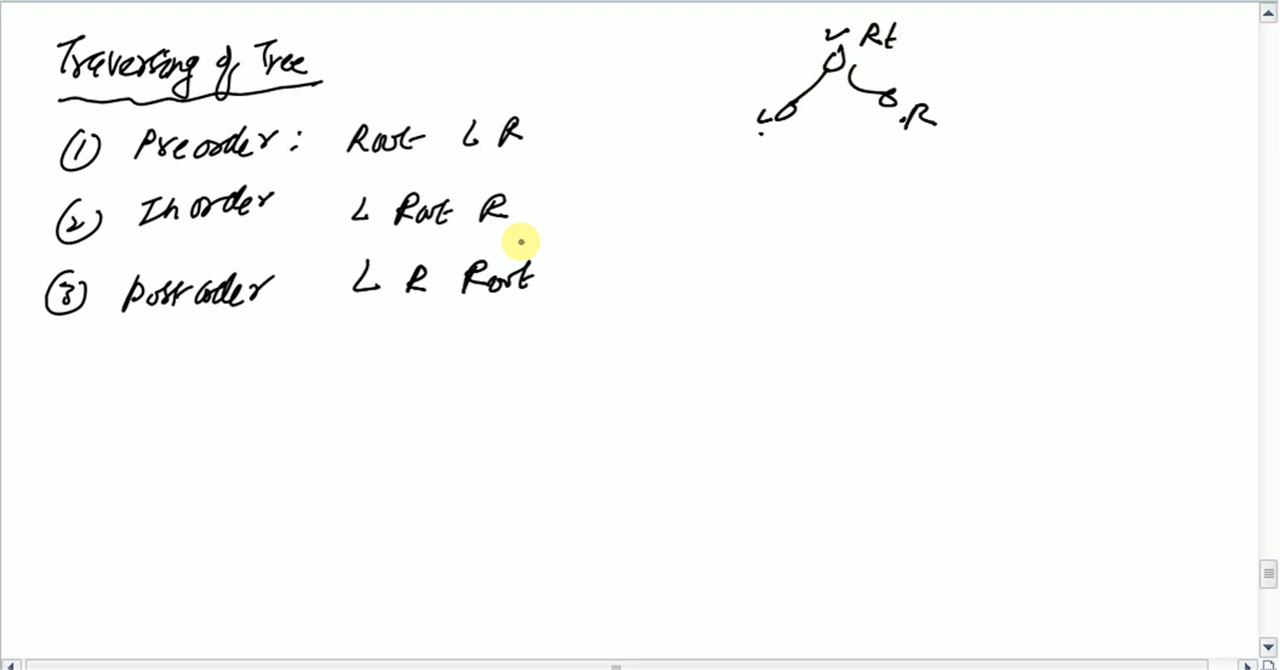 Traversing of Tree
① Preorder: Root L R
② Inorder L Root R
③ postorder L R Root
Rt
L
R